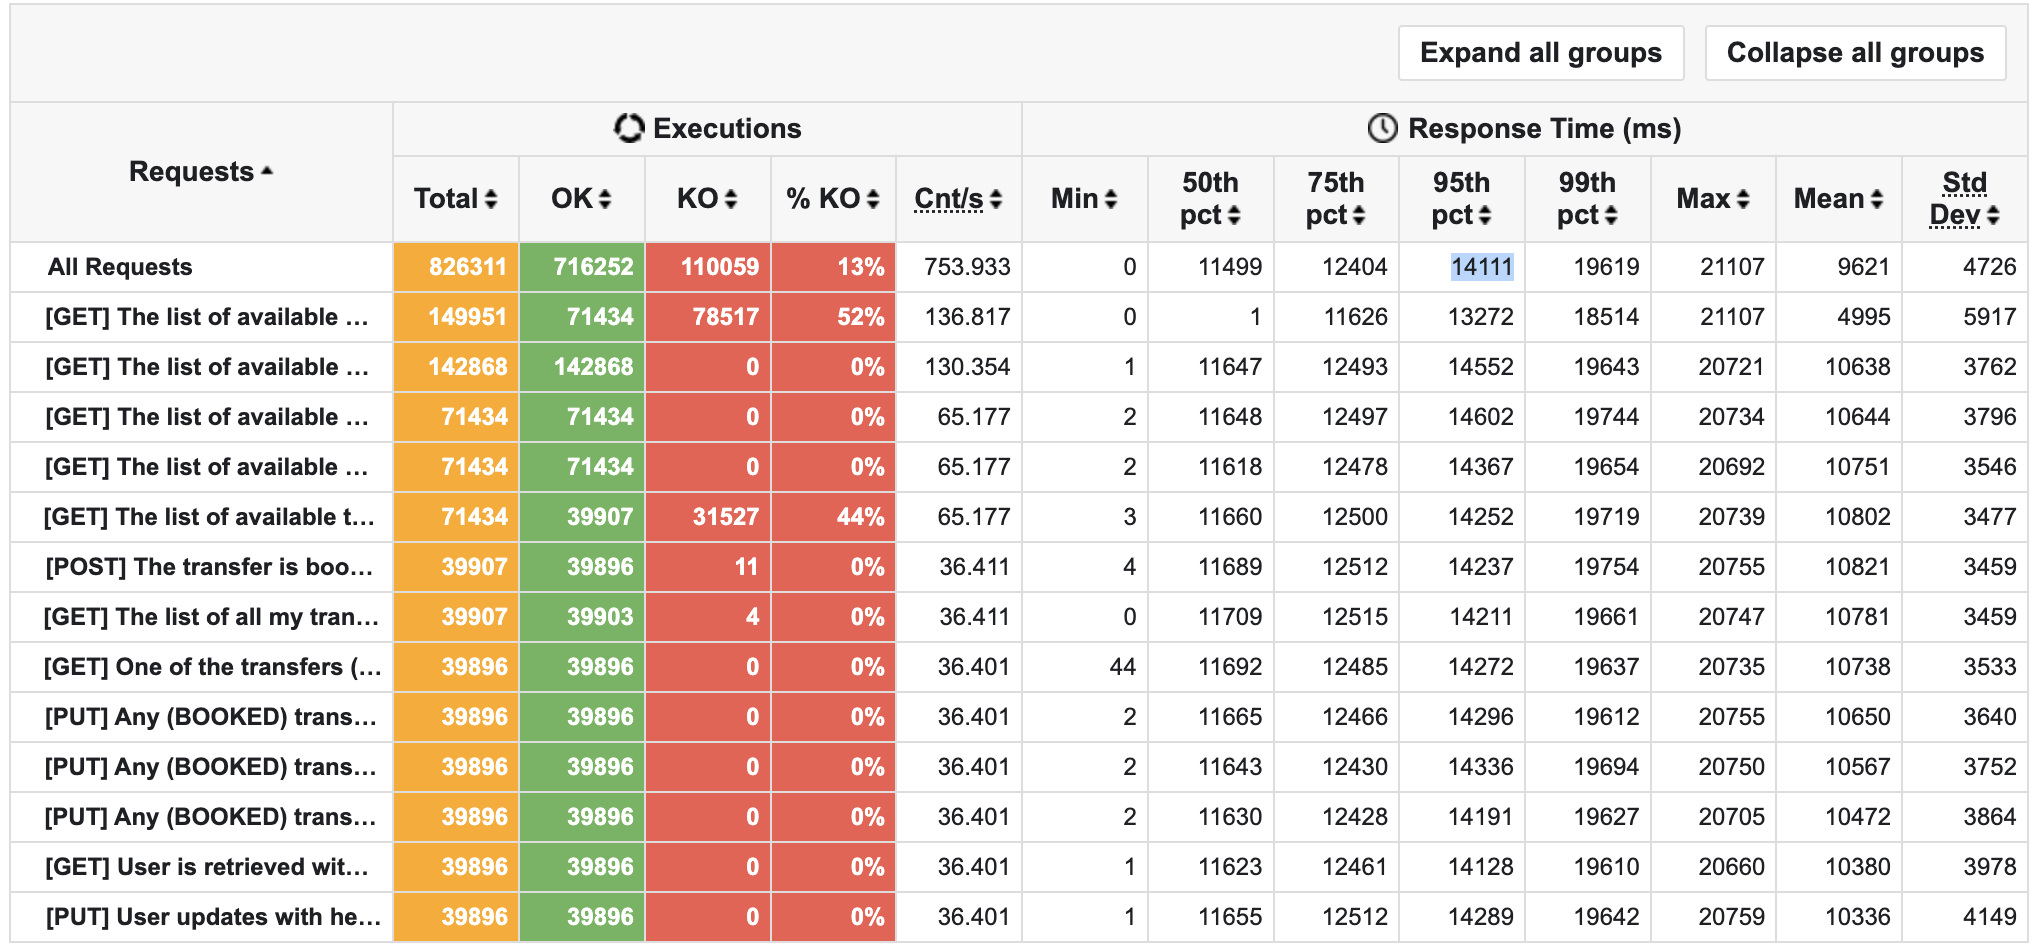 Expand all groups Collapse all groups
Requests Executions Response Time (ms)
Total OK KO % KO Cnt/s Min 50th pct 75th pct 95th pct 99th pct Max Mean Std Dev
All Requests 826311 716252 110059 13% 753.933 0 11499 12404 14111 19619 21107 9621 4726
[GET] The list of available ... 149951 71434 78517 52% 136.817 0 1 11626 13272 18514 21107 4995 5917
[GET] The list of available ... 142868 142868 0 0% 130.354 1 11647 12493 14552 19643 20721 10638 3762
[GET] The list of available ... 71434 71434 0 0% 65.177 2 11648 12497 14602 19744 20734 10644 3796
[GET] The list of available ... 71434 71434 0 0% 65.177 2 11618 12478 14367 19654 20692 10751 3546
[GET] The list of available t... 71434 39907 31527 44% 65.177 3 11660 12500 14252 19719 20739 10802 3477
[POST] The transfer is boo... 39907 39896 11 0% 36.411 4 11689 12512 14237 19754 20755 10821 3459
[GET] The list of all my tran... 39907 39903 4 0% 36.411 0 11709 12515 14211 19661 20747 10781 3459
[GET] One of the transfers (... 39896 39896 0 0% 36.401 44 11692 12485 14272 19637 20735 10738 3533
[PUT] Any (BOOKED) trans... 39896 39896 0 0% 36.401 2 11665 12466 14296 19612 20755 10650 3640
[PUT] Any (BOOKED) trans... 39896 39896 0 0% 36.401 2 11643 12430 14336 19694 20750 10567 3752
[PUT] Any (BOOKED) trans... 39896 39896 0 0% 36.401 2 11630 12428 14191 19627 20705 10472 3864
[GET] User is retrieved wit... 39896 39896 0 0% 36.401 1 11623 12461 14128 19610 20660 10380 3978
[PUT] User updates with he... 39896 39896 0 0% 36.401 1 11655 12512 14289 19642 20759 10336 4149